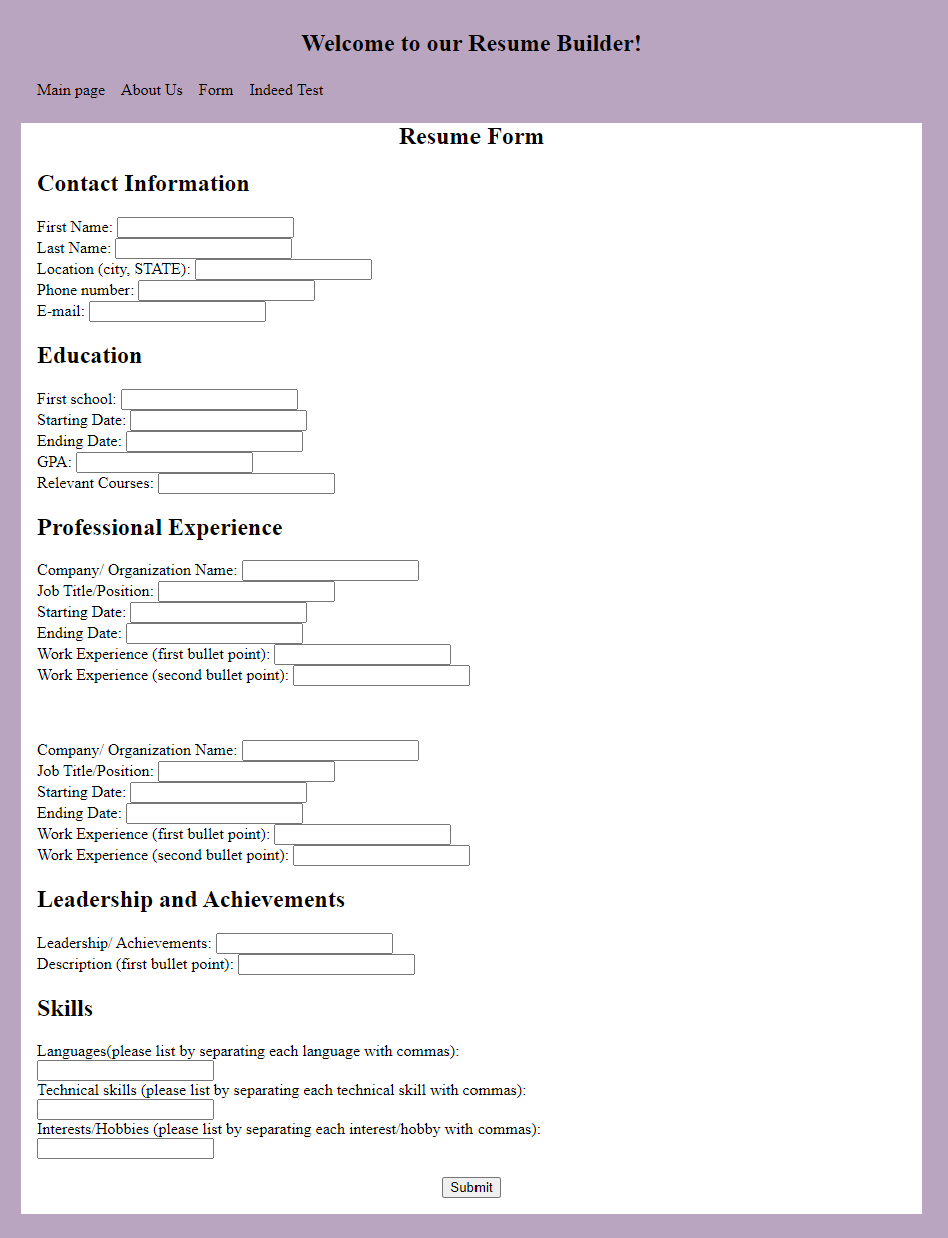 Welcome to our Resume Builder!
Main page About Us Form Indeed Test
Resume Form
Contact Information
First Name:
Last Name:
Location (city, STATE):
Phone number:
E-mail:
Education
First school:
Starting Date:
Ending Date:
GPA:
Relevant Courses:
Professional Experience
Company/ Organization Name:
Job Title/Position:
Starting Date:
Ending Date:
Work Experience (first bullet point):
Work Experience (second bullet point):
Company/ Organization Name:
Job Title/Position:
Starting Date:
Ending Date:
Work Experience (first bullet point):
Work Experience (second bullet point):
Leadership and Achievements
Leadership/ Achievements:
Description (first bullet point):
Skills
Languages(please list by separating each language with commas):
Technical skills (please list by separating each technical skill with commas):
Interests/Hobbies (please list by separating each interest/hobby with commas):
Submit